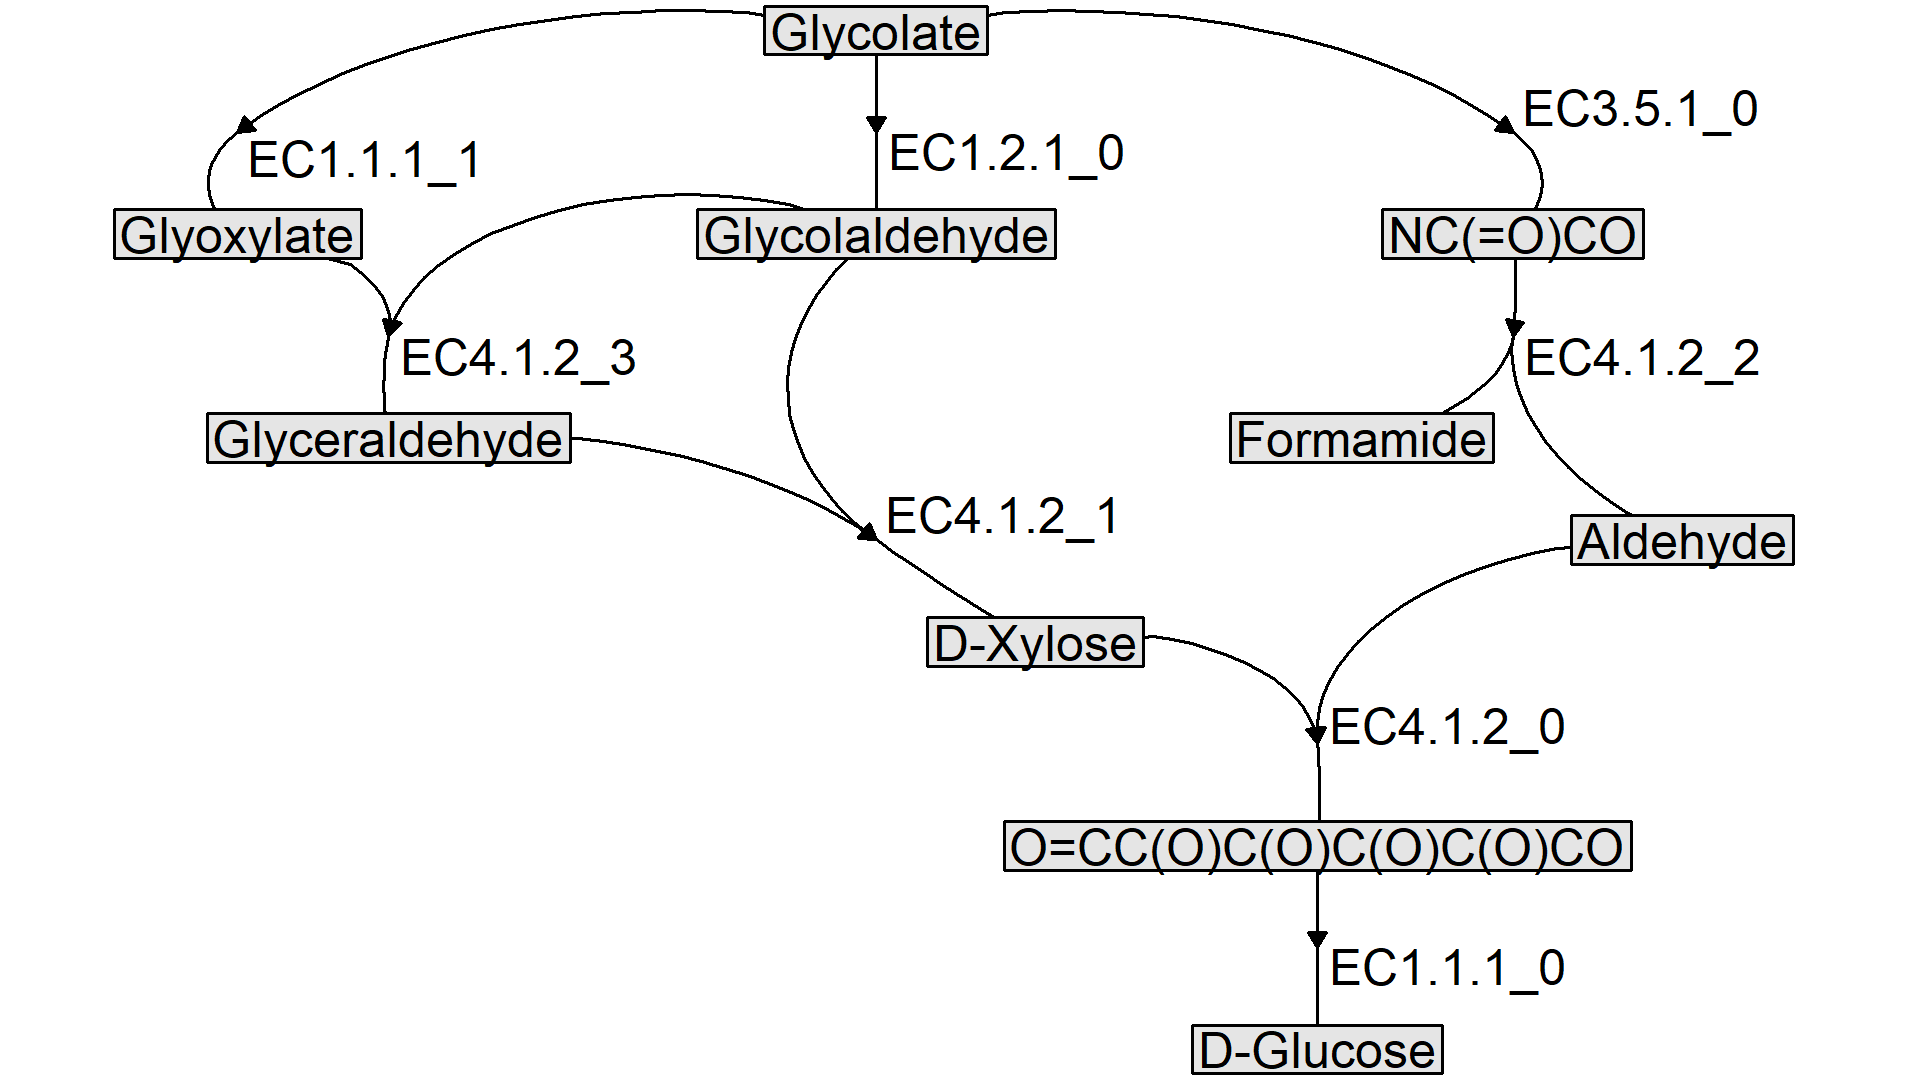 Glycolate
EC3.5.1_0
EC1.1.1_1
EC1.2.1_0
Glyoxylate
Glycolaldehyde
NC(=O)CO
EC4.1.2_3
EC4.1.2_2
Glyceraldehyde
Formamide
EC4.1.2_1
Aldehyde
D-Xylose
EC4.1.2_0
O=CC(O)C(O)C(O)C(O)CO
EC1.1.1_0
D-Glucose